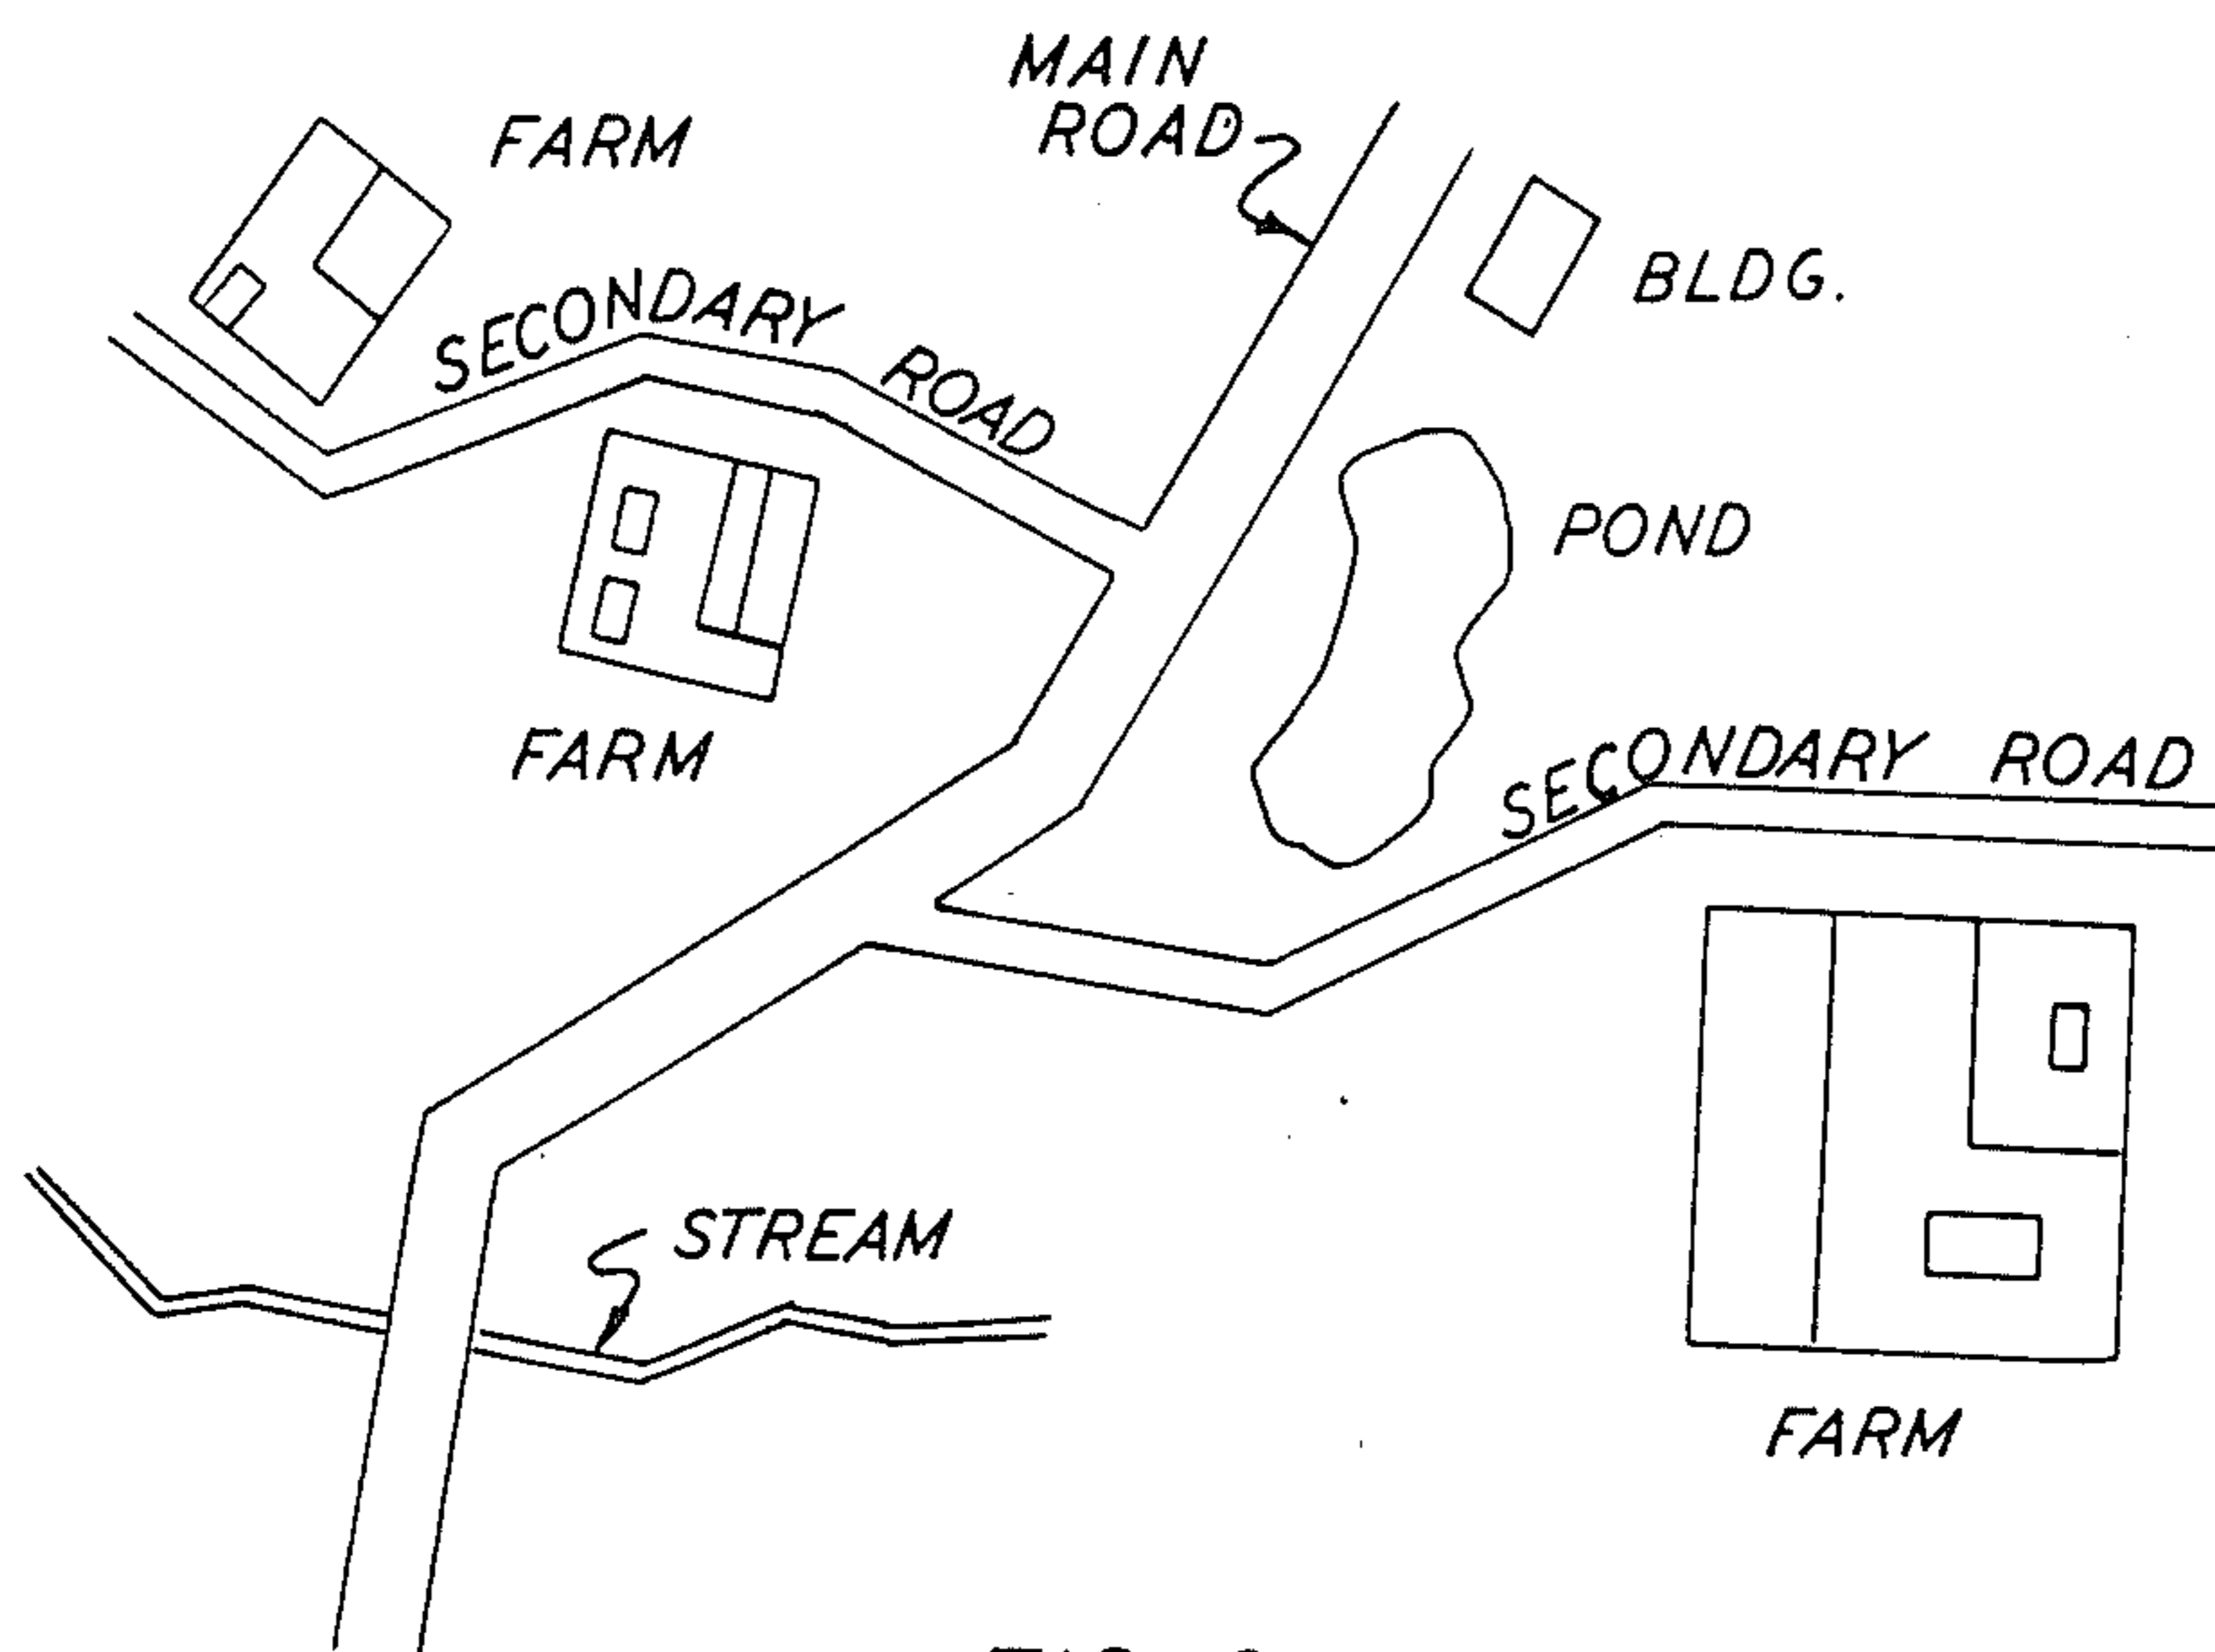 MAIN
ROAD
FARM
SECONDARY ROAD
BLDG.
POND
FARM
SECONDARY ROAD
STREAM
FARM